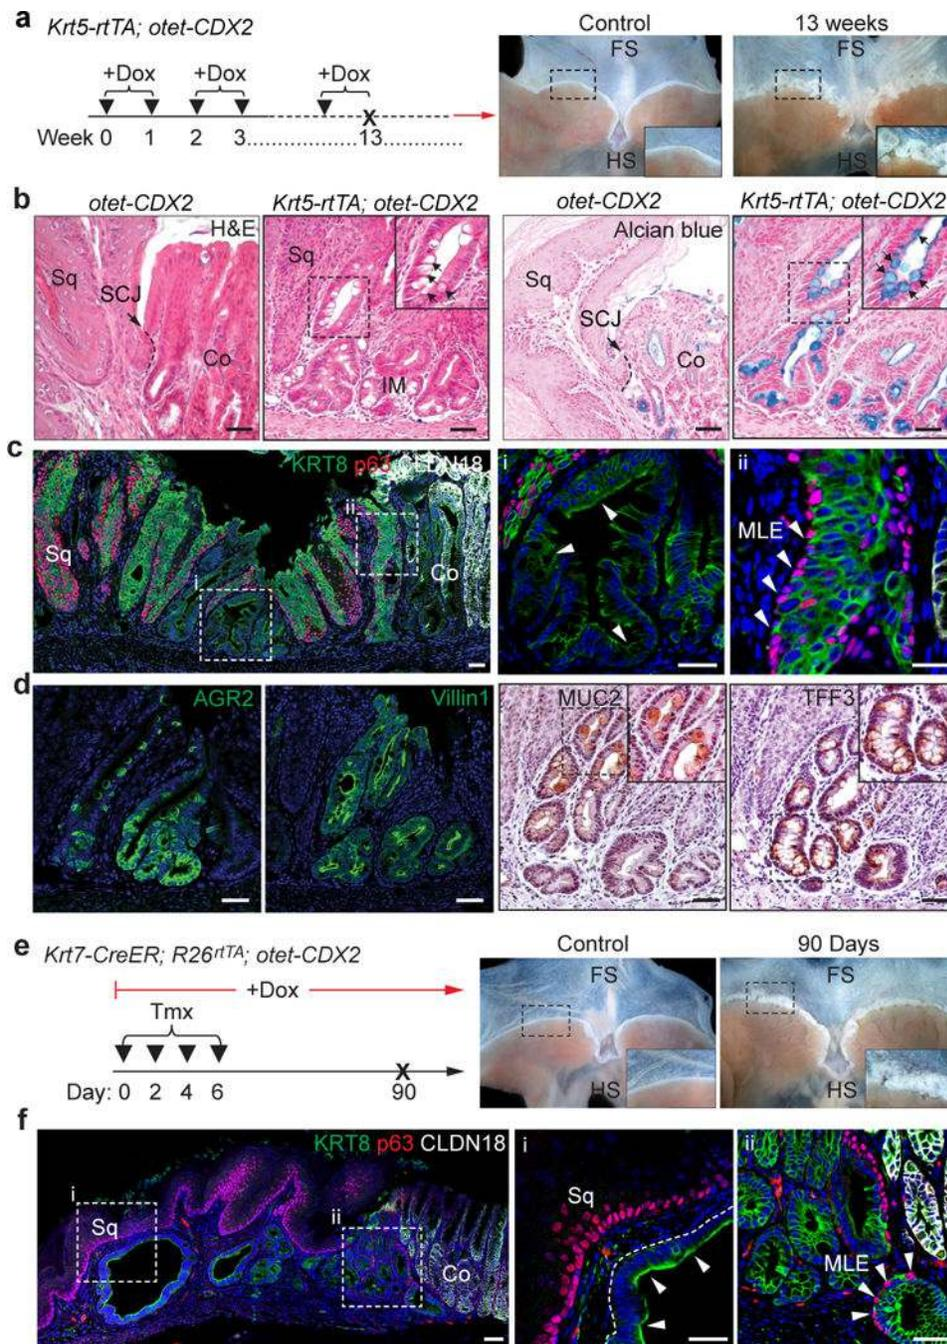 a
Krt5-rtTA; otet-CDX2
+Dox +Dox +Dox
Week 0 1 2 3....................13..............
Control 13 weeks
FS FS
HS HS
b
otet-CDX2 Krt5-rtTA; otet-CDX2 otet-CDX2 Krt5-rtTA; otet-CDX2
H&E Alcian blue
Sq Sq
SCJ SCJ
Co IM Co
c
KRT8 p63 CLDN18 i ii
ii
Sq MLE
i Co
d
AGR2 Villin1 MUC2 TFF3
e
Krt7-CreER; R26rtTA; otet-CDX2
+Dox
Tmx
Day: 0 2 4 6 90
Control 90 Days
FS FS
HS HS
f
KRT8 p63 CLDN18 i ii
i Sq
Sq ii
Co MLE